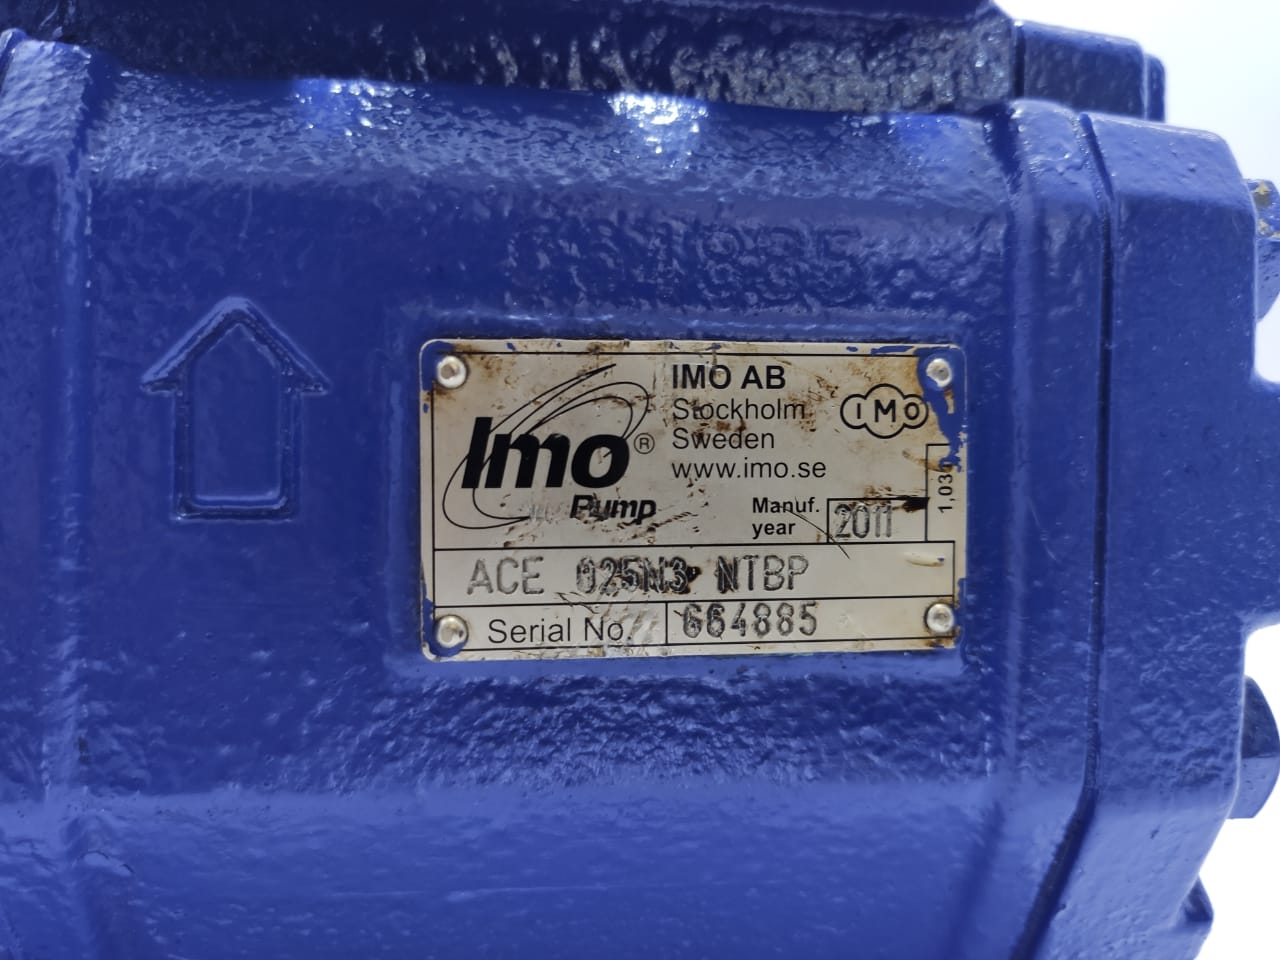 IMO AB
Stockholm
Sweden
www.imo.se
IMO
Imo®
Pump
Manuf.
year
2011
ACE 025N3 NTBP
Serial No.
664885